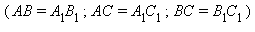 ( AB = A₁B₁ ; AC = A₁C₁ ; BC = B₁C₁ )